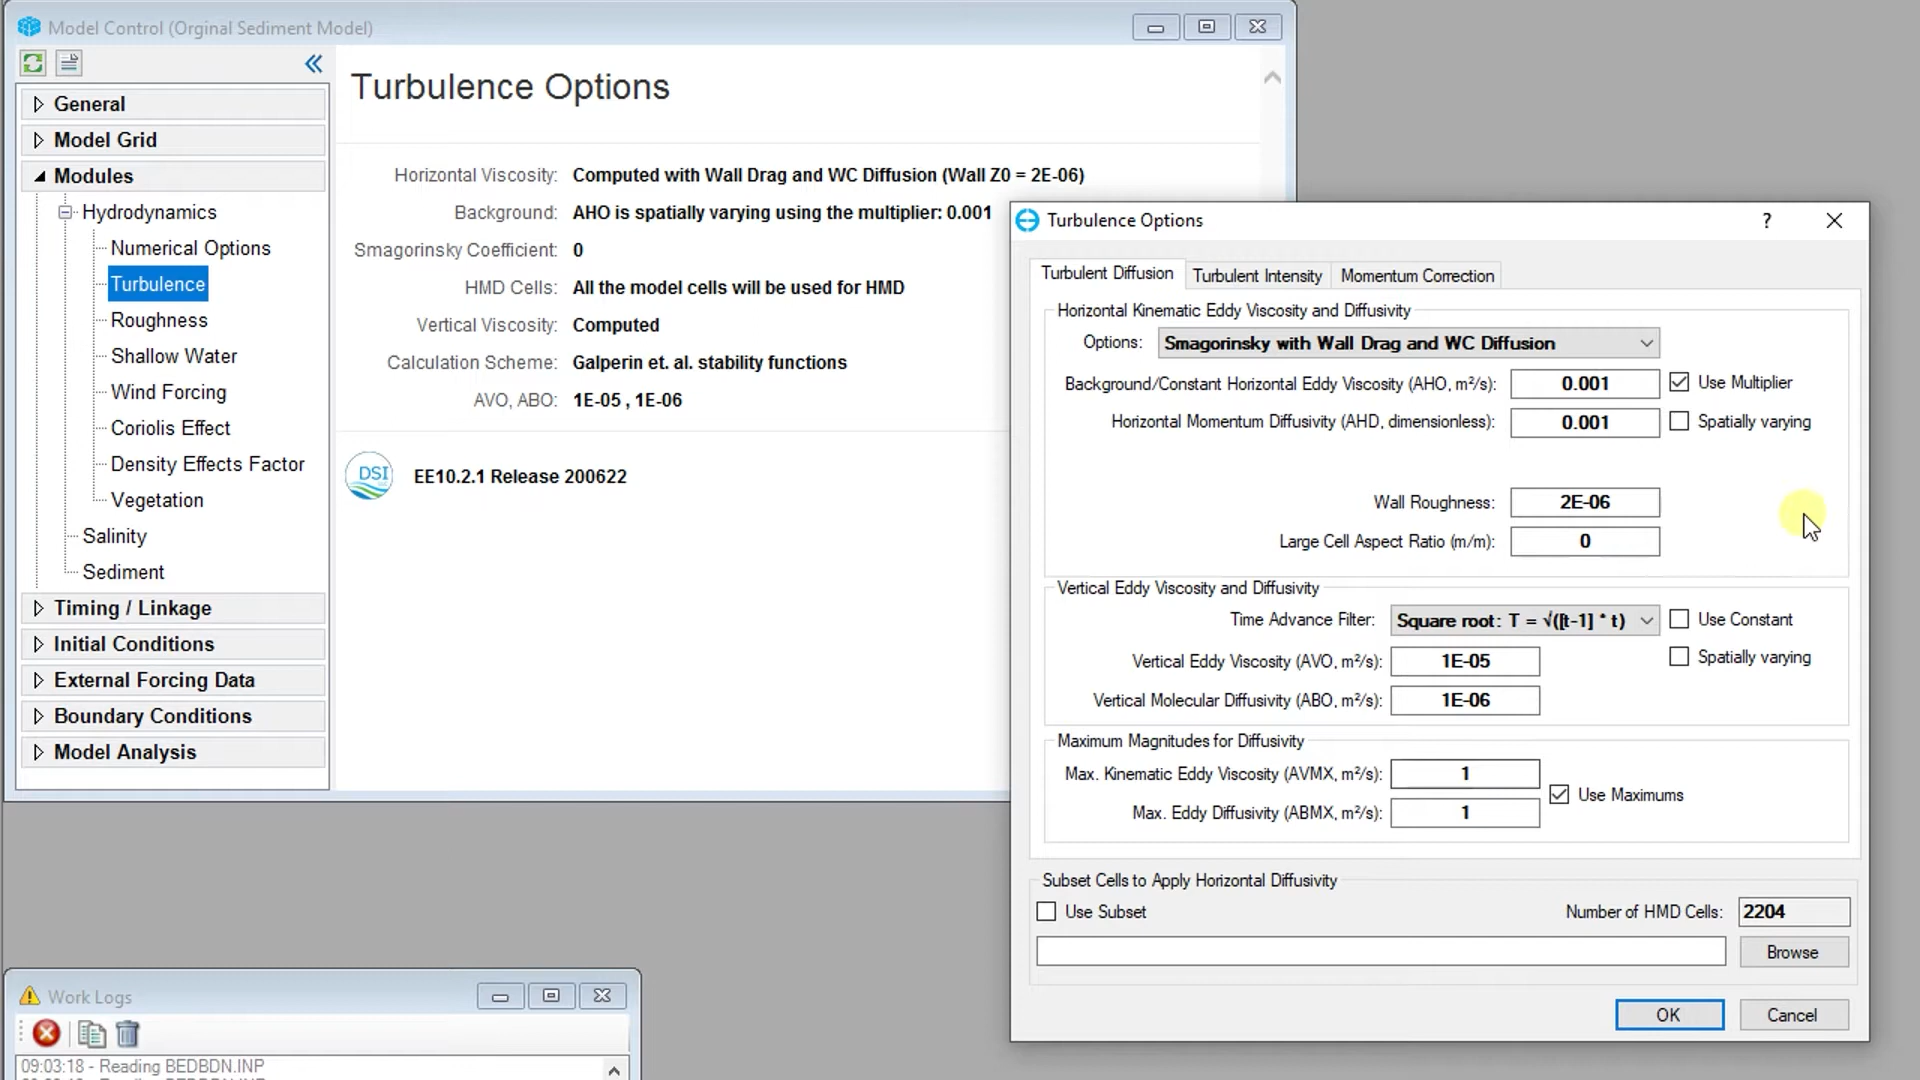 Model Control (Orginal Sediment Model)
General
Model Grid
Modules
Hydrodynamics
Numerical Options
Turbulence
Roughness
Shallow Water
Wind Forcing
Coriolis Effect
Density Effects Factor
Vegetation
Salinity
Sediment
Timing / Linkage
Initial Conditions
External Forcing Data
Boundary Conditions
Model Analysis
Turbulence Options
Horizontal Viscosity: Computed with Wall Drag and WC Diffusion (Wall Z0 = 2E-06)
Background: AHO is spatially varying using the multiplier: 0.001
Smagorinsky Coefficient: 0
HMD Cells: All the model cells will be used for HMD
Vertical Viscosity: Computed
Calculation Scheme: Galperin et. al. stability functions
AVO, ABO: 1E-05 , 1E-06
DSI
EE10.2.1 Release 200622
Turbulence Options ?
Turbulent Diffusion Turbulent Intensity Momentum Correction
Horizontal Kinematic Eddy Viscosity and Diffusivity
Options: Smagorinsky with Wall Drag and WC Diffusion
Background/Constant Horizontal Eddy Viscosity (AHO, m²/s): 0.001 Use Multiplier
Horizontal Momentum Diffusivity (AHD, dimensionless): 0.001 Spatially varying
Wall Roughness: 2E-06
Large Cell Aspect Ratio (m/m): 0
Vertical Eddy Viscosity and Diffusivity
Time Advance Filter: Square root: T = √([t-1] * t) Use Constant
Vertical Eddy Viscosity (AVO, m²/s): 1E-05 Spatially varying
Vertical Molecular Diffusivity (ABO, m²/s): 1E-06
Maximum Magnitudes for Diffusivity
Max. Kinematic Eddy Viscosity (AVMX, m²/s): 1
Use Maximums
Max. Eddy Diffusivity (ABMX, m²/s): 1
Subset Cells to Apply Horizontal Diffusivity
Use Subset Number of HMD Cells: 2204
Browse
OK Cancel
Work Logs
09:03:18 - Reading BEDBDN.INP